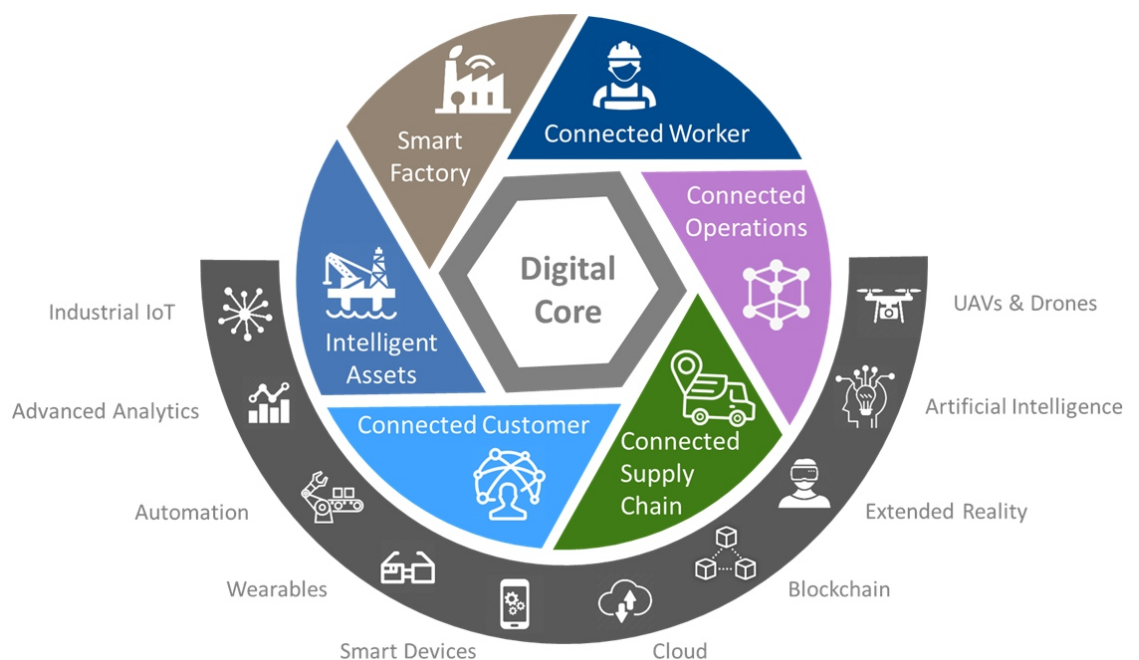 Smart
Factory
Connected Worker
Connected
Operations
Digital
Core
Intelligent
Assets
Connected Customer
Connected
Supply
Chain
Industrial IoT
Advanced Analytics
Automation
Wearables
Smart Devices
Cloud
Blockchain
Extended Reality
Artificial Intelligence
UAVs & Drones